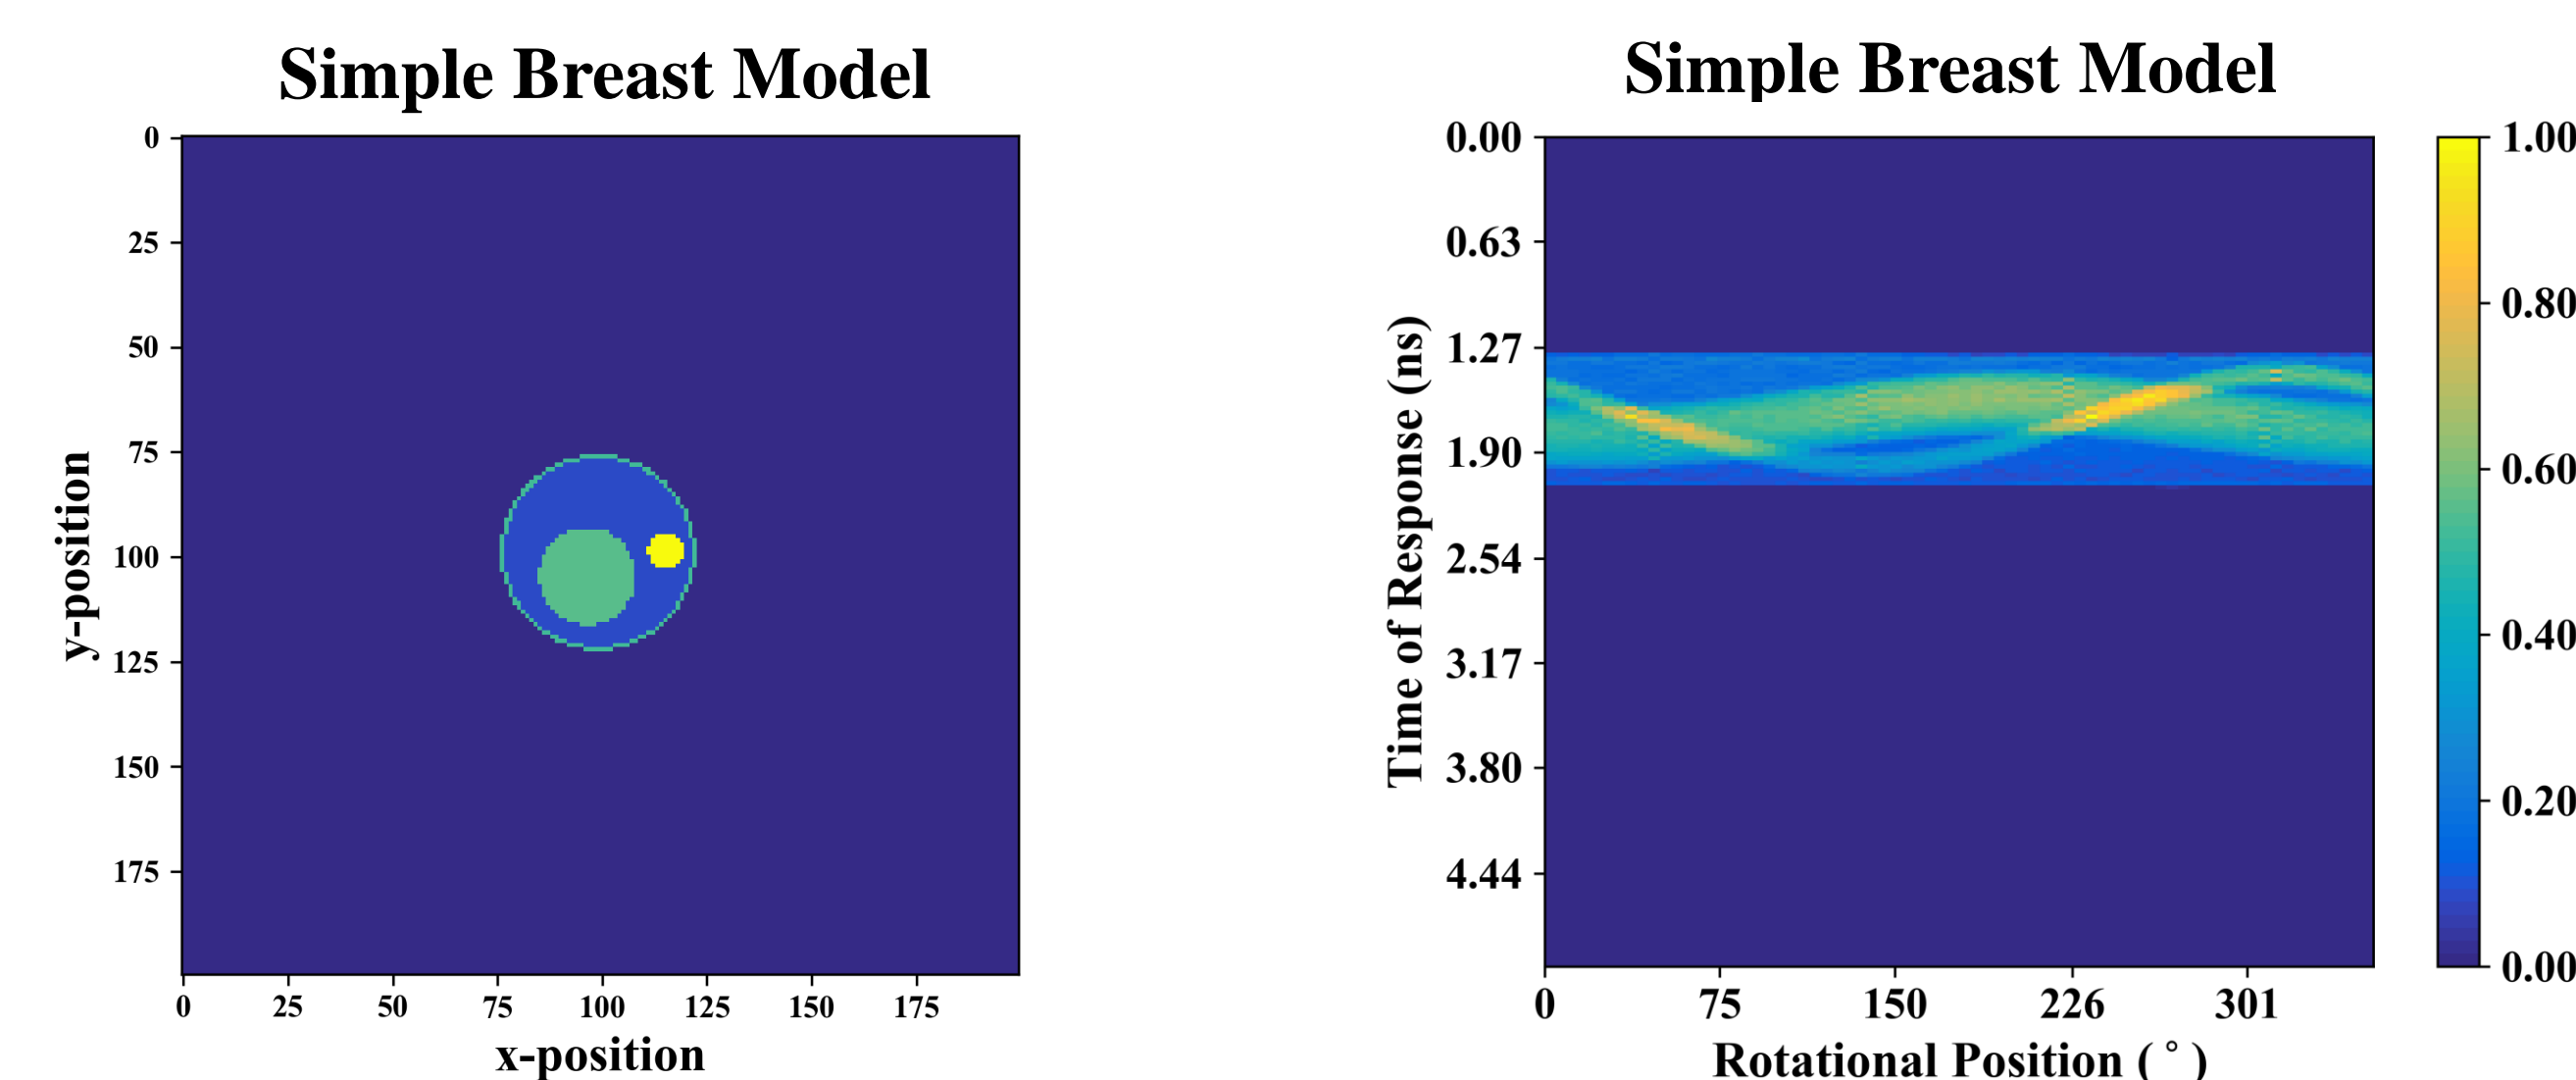 Simple Breast Model
0
25
50
75
100
125
150
175
y-position
0 25 50 75 100 125 150 175
x-position
Simple Breast Model
0.00
0.63
1.27
1.90
2.54
3.17
3.80
4.44
Time of Response (ns)
0 75 150 226 301
Rotational Position ( ° )
1.00
0.80
0.60
0.40
0.20
0.00